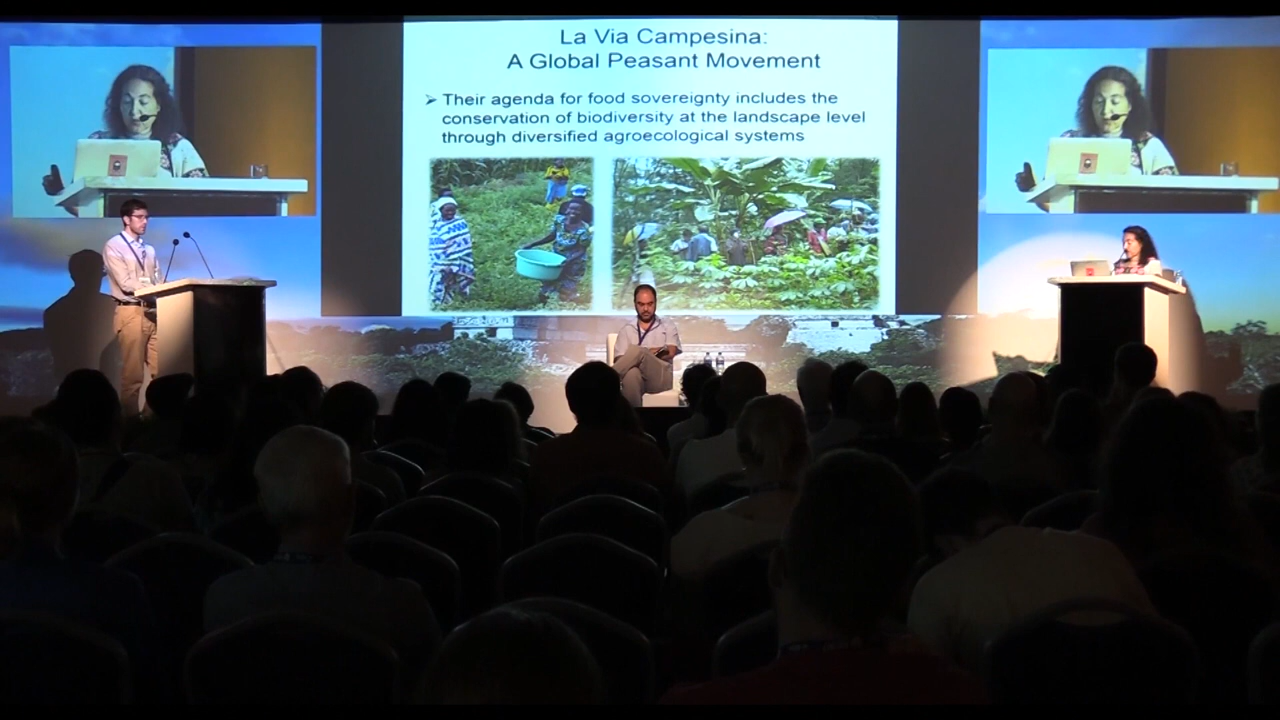 La Via Campesina:
A Global Peasant Movement
➢ Their agenda for food sovereignty includes the
conservation of biodiversity at the landscape level
through diversified agroecological systems